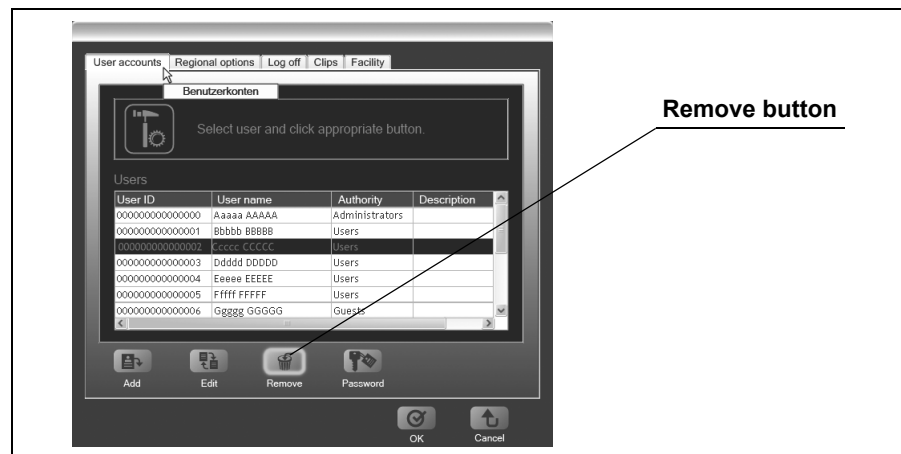 User accounts Regional options Log off Clips Facility
Benutzerkonten
Select user and click appropriate button.
Remove button
Users
User ID User name Authority Description
000000000000000 Aaaaa AAAAA Administrators
000000000000001 Bbbbb BBBBB Users
000000000000002 Ccccc CCCCC Users
000000000000003 Ddddd DDDDD Users
000000000000004 Eeeee EEEEE Users
000000000000005 Fffff FFFFF Users
000000000000006 Ggggg GGGGG Guests
Add Edit Remove Password
OK Cancel